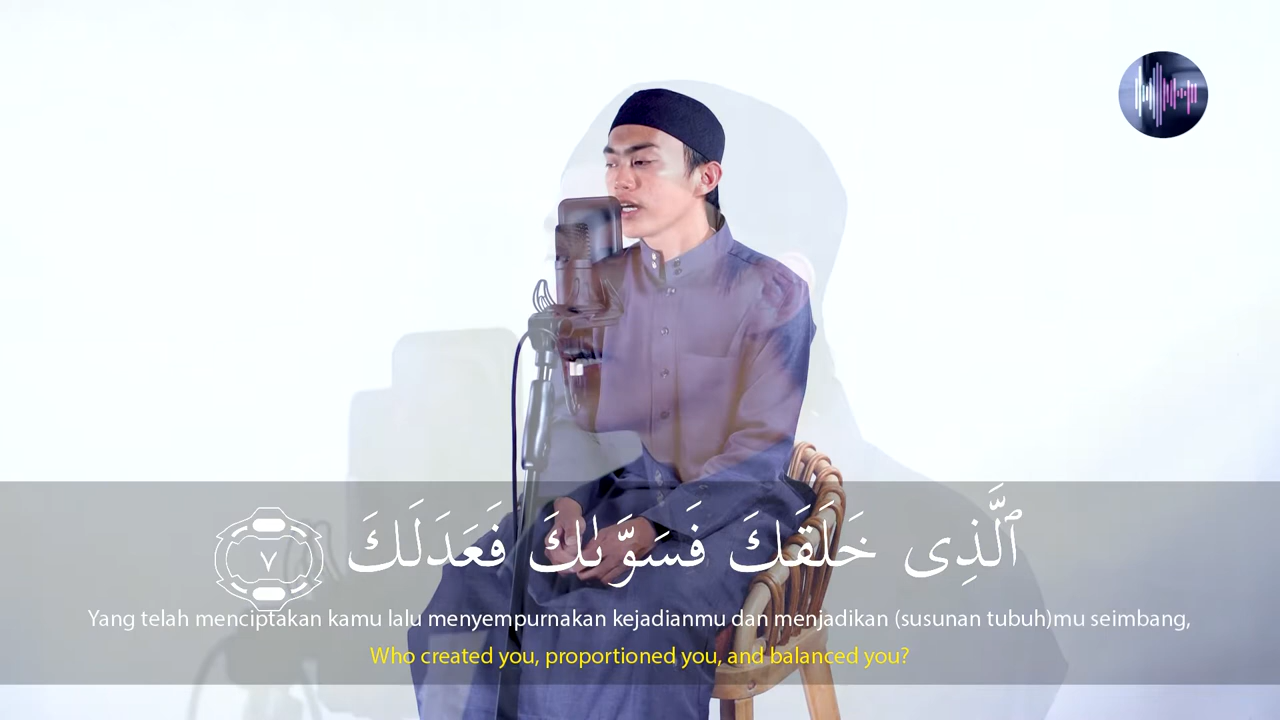 ٱلَّذِى خَلَقَكَ فَسَوَّىٰكَ فَعَدَلَكَ ٧
Yang telah menciptakan kamu lalu menyempurnakan kejadianmu dan menjadikan (susunan tubuh)mu seimbang,
Who created you, proportioned you, and balanced you?